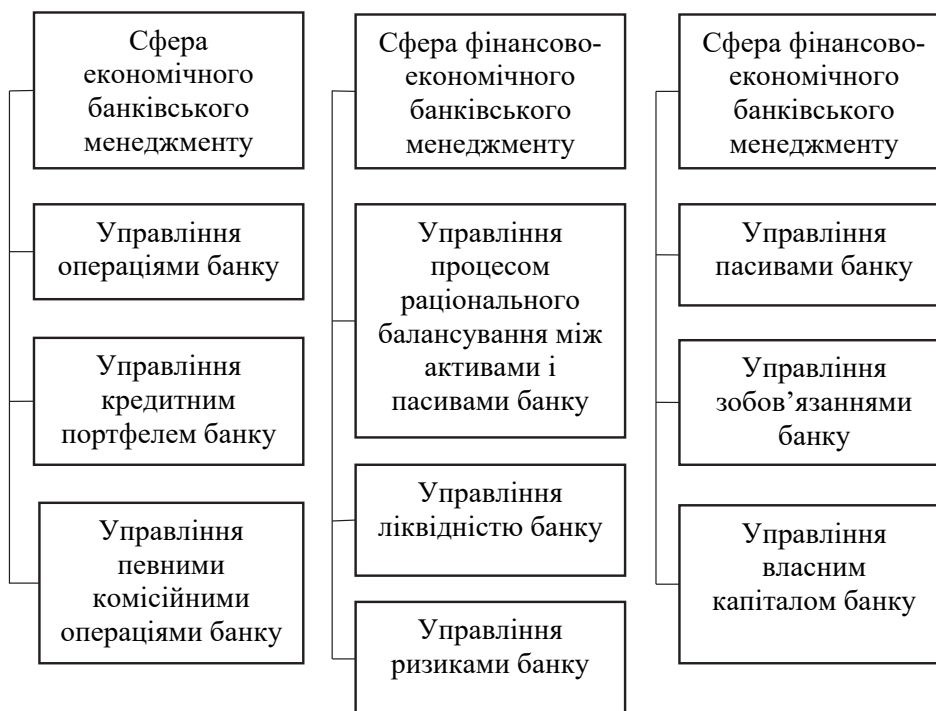 Сфера
економічного
банківського
менеджменту
Управління
операціями банку
Управління
кредитним
портфелем банку
Управління
певними
комісійними
операціями банку
Сфера фінансово-
економічного
банківського
менеджменту
Управління
процесом
раціонального
балансування між
активами і
пасивами банку
Управління
ліквідністю банку
Управління
ризиками банку
Сфера фінансово-
економічного
банківського
менеджменту
Управління
пасивами банку
Управління
зобов’язаннями
банку
Управління
власним
капіталом банку